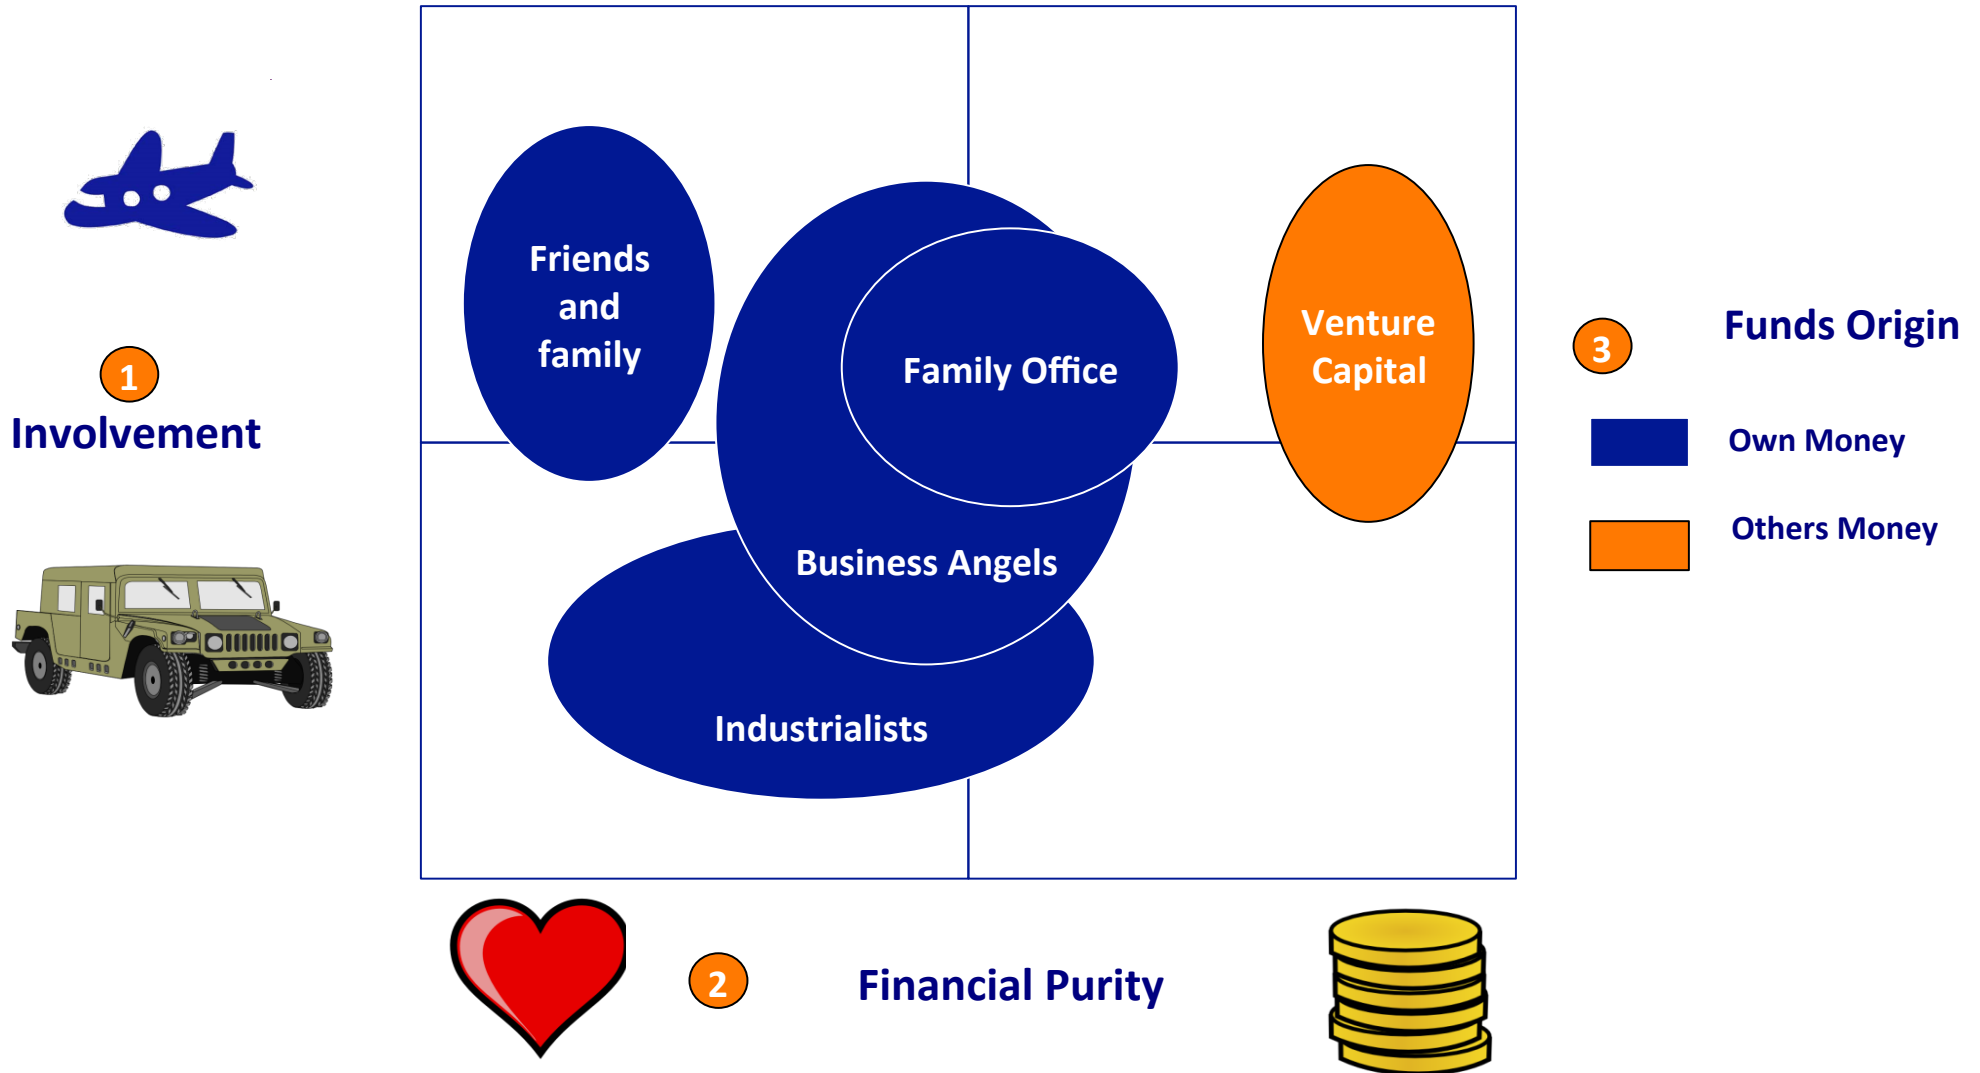 1
Involvement
Friends
and
family
Family Office
Business Angels
Industrialists
Venture
Capital
3
Funds Origin
Own Money
Others Money
2
Financial Purity